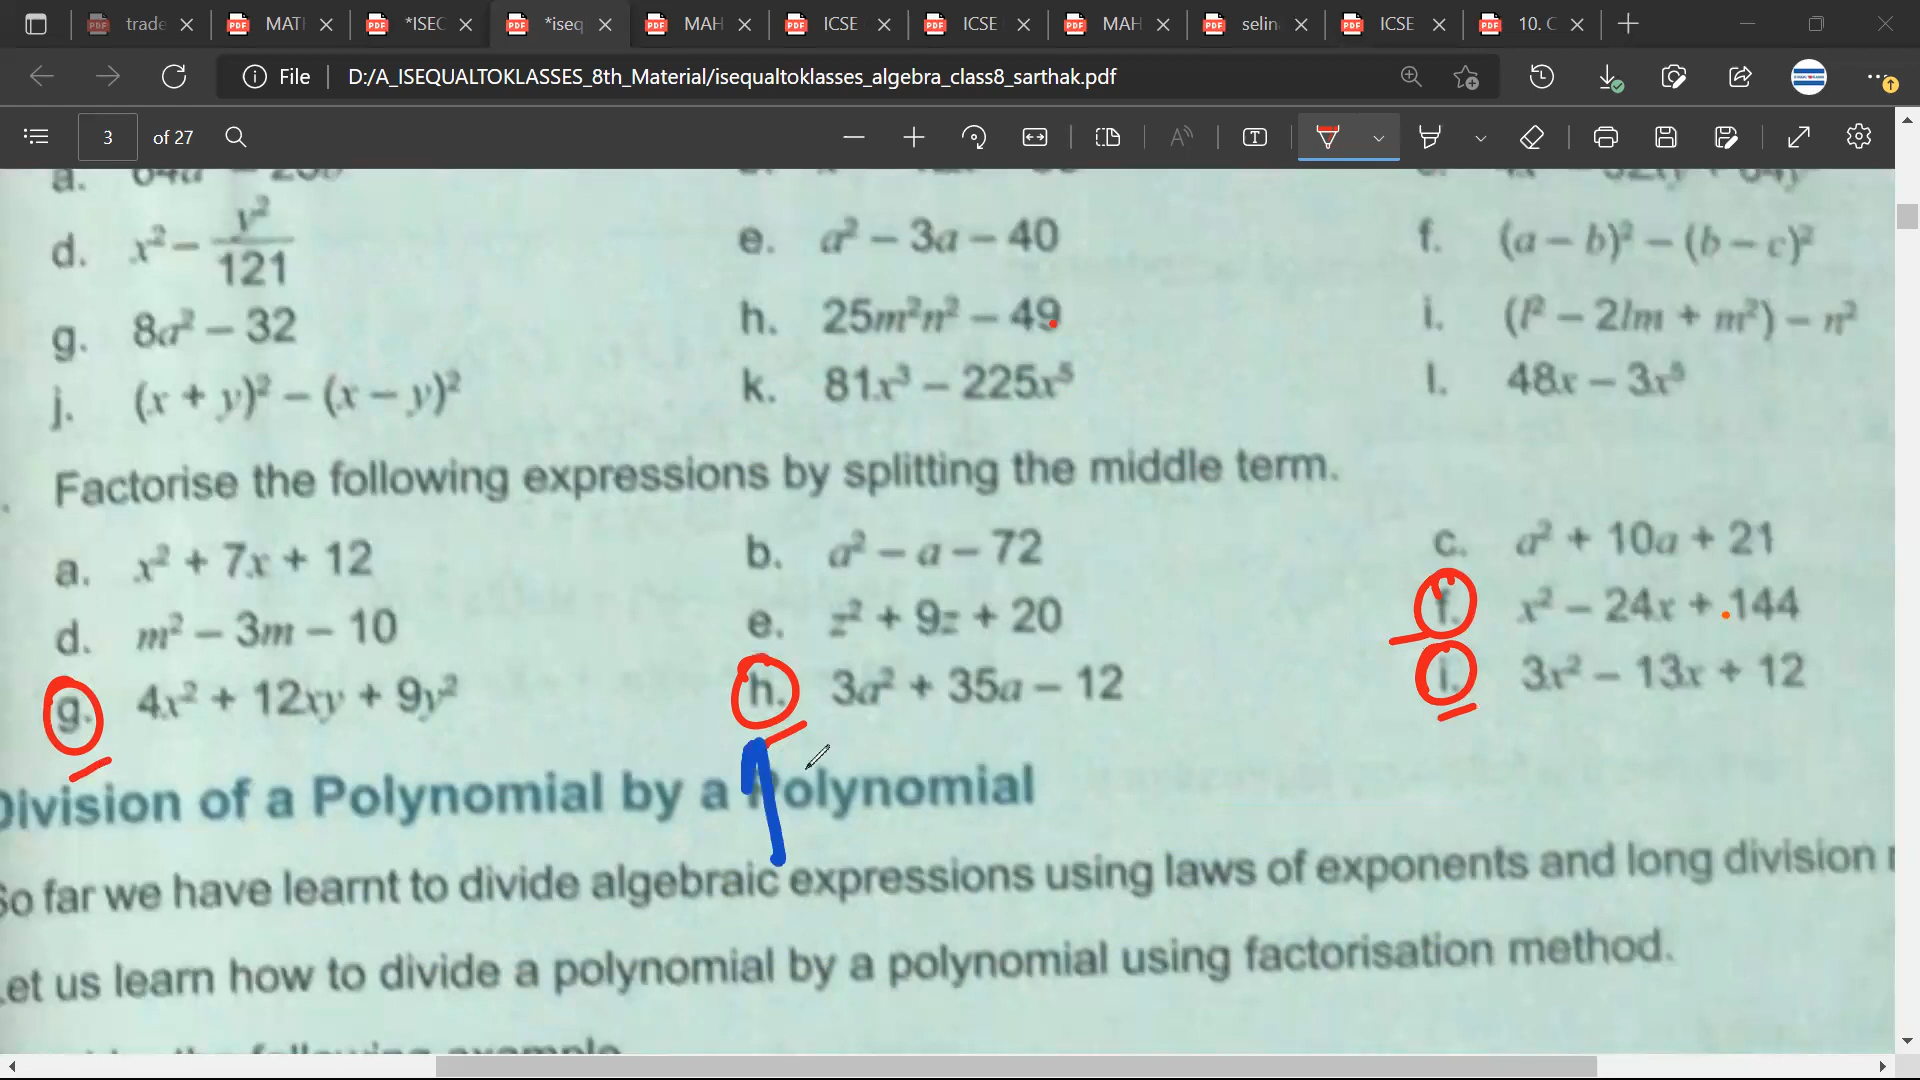 trade
MATH
*ISEC
*iseq
MAH
ICSE
ICSE
MAH
selin
ICSE
10. C
File
D:/A_ISEQUALTOKLASSES_8th_Material/isequaltoklasses_algebra_class8_sarthak.pdf
3 of 27
d. x² − y²/121 e. a² − 3a − 40 f. (a − b)² − (b − c)²
g. 8a² − 32 h. 25m²n² − 49 i. (l² − 2lm + m²) − n²
j. (x + y)² − (x − y)² k. 81x³ − 225x⁵ l. 48x − 3x⁵
Factorise the following expressions by splitting the middle term.
a. x² + 7x + 12 b. a² − a − 72 c. a² + 10a + 21
d. m² − 3m − 10 e. z² + 9z + 20 f. x² − 24x + 144
g. 4x² + 12xy + 9y² h. 3a² + 35a − 12 i. 3x² − 13x + 12
Division of a Polynomial by a Polynomial
So far we have learnt to divide algebraic expressions using laws of exponents and long division
Let us learn how to divide a polynomial by a polynomial using factorisation method.